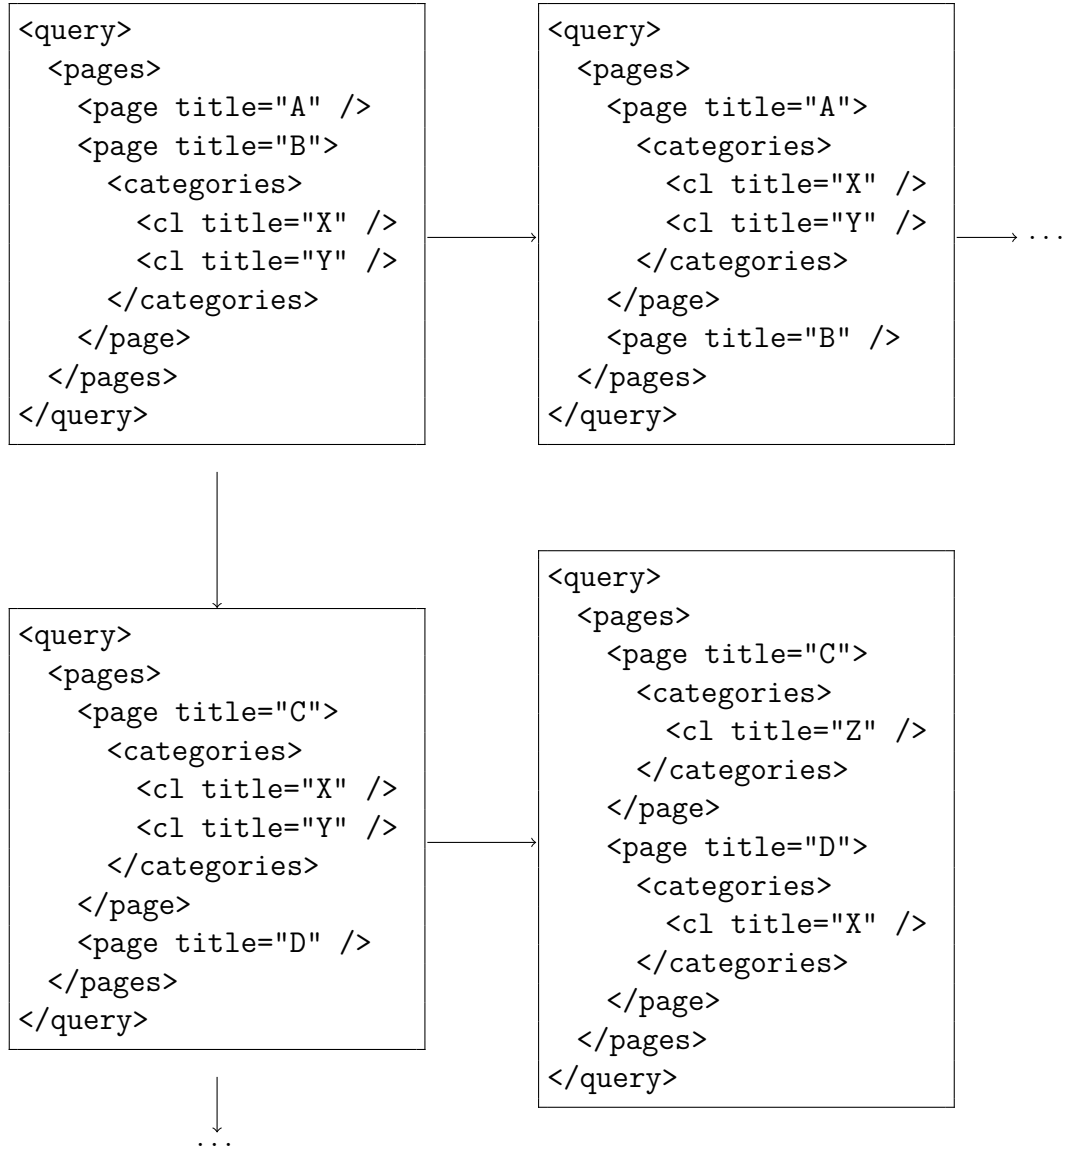 <query>
  <pages>
    <page title="A" />
    <page title="B">
      <categories>
        <cl title="X" />
        <cl title="Y" />
      </categories>
    </page>
  </pages>
</query>
<query>
  <pages>
    <page title="A">
      <categories>
        <cl title="X" />
        <cl title="Y" />
      </categories>
    </page>
    <page title="B" />
  </pages>
</query>
...
<query>
  <pages>
    <page title="C">
      <categories>
        <cl title="X" />
        <cl title="Y" />
      </categories>
    </page>
    <page title="D" />
  </pages>
</query>
<query>
  <pages>
    <page title="C">
      <categories>
        <cl title="Z" />
      </categories>
    </page>
    <page title="D">
      <categories>
        <cl title="X" />
      </categories>
    </page>
  </pages>
</query>
...